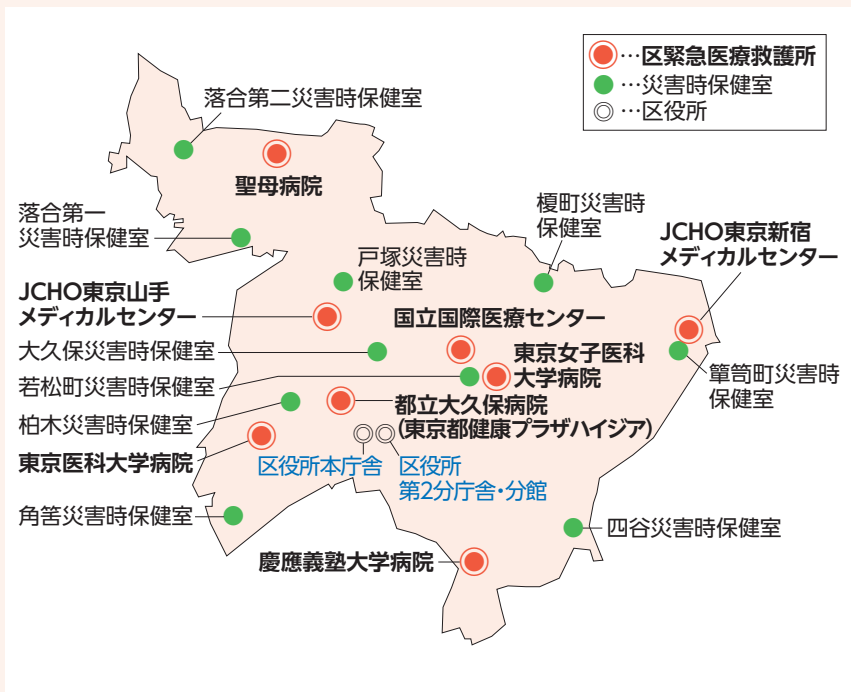 …区緊急医療救護所
…災害時保健室
…区役所
落合第二災害時保健室
聖母病院
落合第一
災害時保健室
榎町災害時
保健室
JCHO東京新宿
メディカルセンター
戸塚災害時
保健室
JCHO東京山手
メディカルセンター
国立国際医療センター
大久保災害時保健室
東京女子医科
大学病院
若松町災害時保健室
簞笥町災害時
保健室
柏木災害時保健室
都立大久保病院
(東京都健康プラザハイジア)
東京医科大学病院
区役所本庁舎
区役所
第2分庁舎・分館
角筈災害時保健室
四谷災害時保健室
慶應義塾大学病院